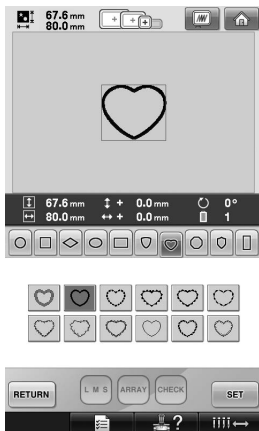 67.6 mm
80.0 mm
67.6 mm + 0.0 mm 0°
80.0 mm + 0.0 mm 1
RETURN L M S ARRAY CHECK SET
?